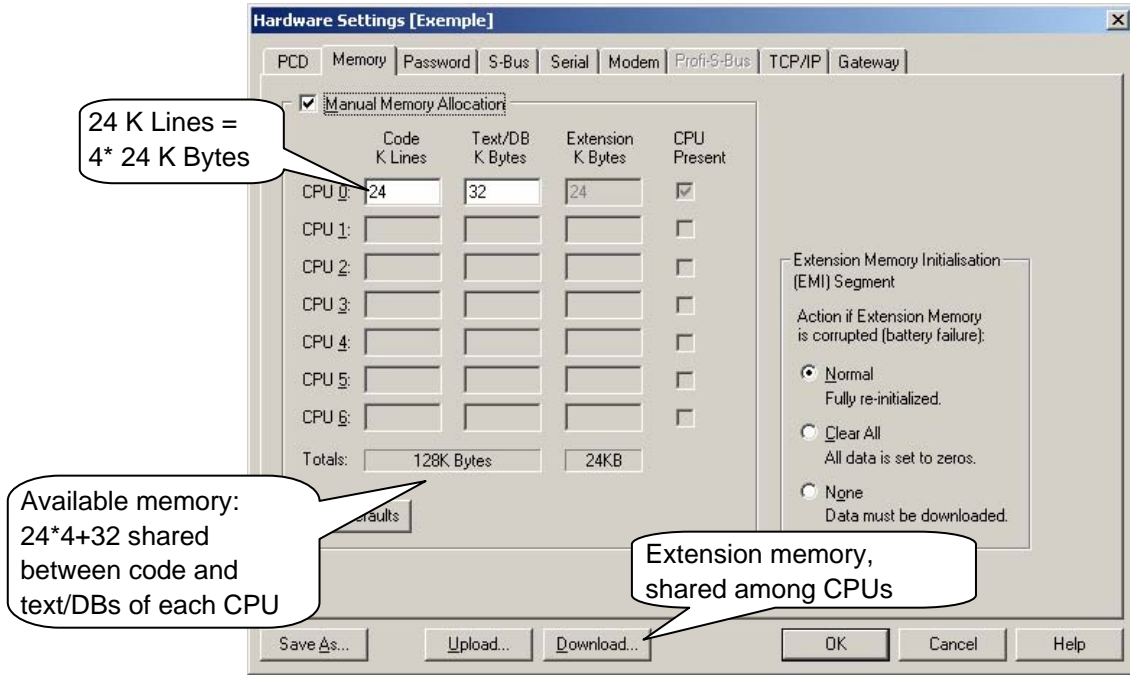 Hardware Settings [Exemple]
PCD Memory Password S-Bus Serial Modem Profi-S-Bus TCP/IP Gateway
Manual Memory Allocation
24 K Lines =
4* 24 K Bytes
Code
K Lines
Text/DB
K Bytes
Extension
K Bytes
CPU
Present
CPU 0: 24 32 24
CPU 1:
CPU 2:
CPU 3:
CPU 4:
CPU 5:
CPU 6:
Totals: 128K Bytes 24KB
Extension Memory Initialisation
(EMI) Segment
Action if Extension Memory
is corrupted (battery failure):
Normal
Fully re-initialized.
Clear All
All data is set to zeros.
None
Data must be downloaded.
Available memory:
24*4+32 shared
between code and
text/DBs of each CPU
Extension memory,
shared among CPUs
Save As... Upload... Download... OK Cancel Help